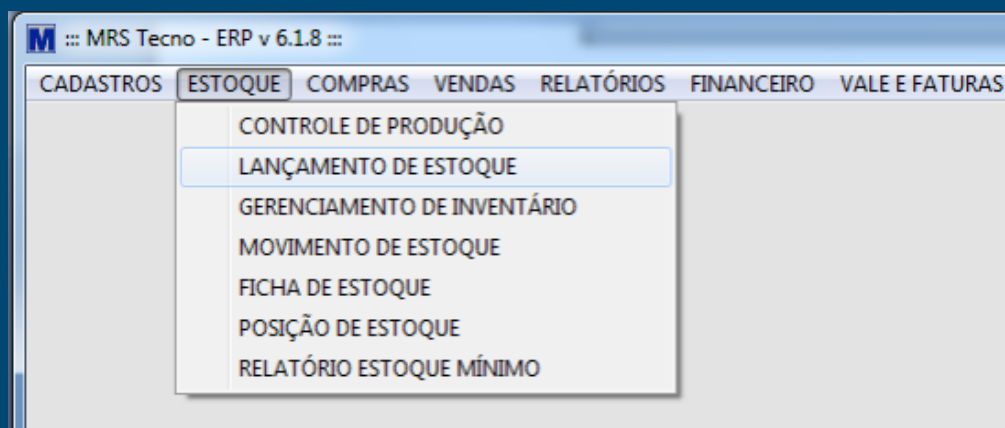 M ::: MRS Tecno - ERP v 6.1.8 :::
CADASTROS ESTOQUE COMPRAS VENDAS RELATÓRIOS FINANCEIRO VALE E FATURAS
CONTROLE DE PRODUÇÃO
LANÇAMENTO DE ESTOQUE
GERENCIAMENTO DE INVENTÁRIO
MOVIMENTO DE ESTOQUE
FICHA DE ESTOQUE
POSIÇÃO DE ESTOQUE
RELATÓRIO ESTOQUE MÍNIMO